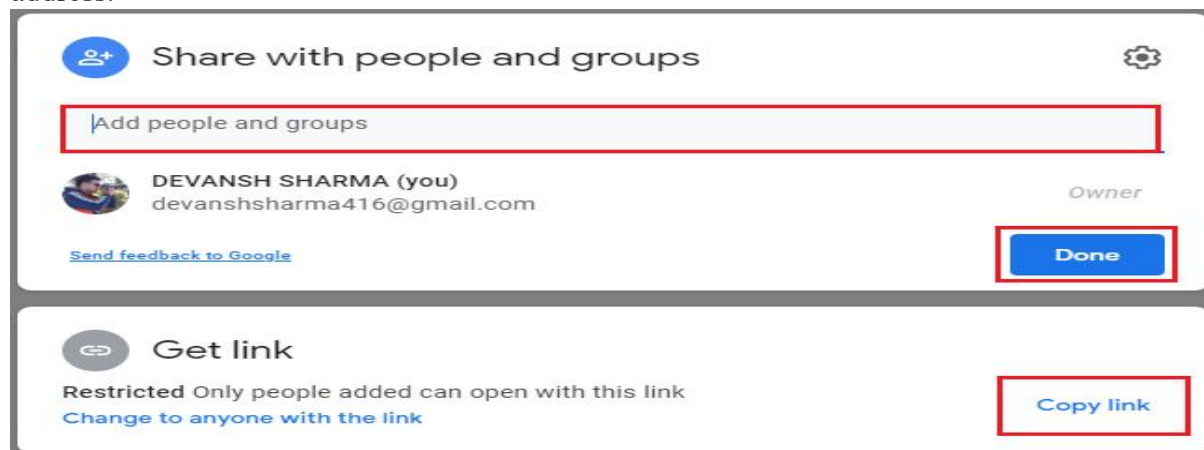 Share with people and groups
Add people and groups
DEVANSH SHARMA (you)
devanshsharma416@gmail.com
Owner
Send feedback to Google
Done
Get link
Restricted Only people added can open with this link
Change to anyone with the link
Copy link